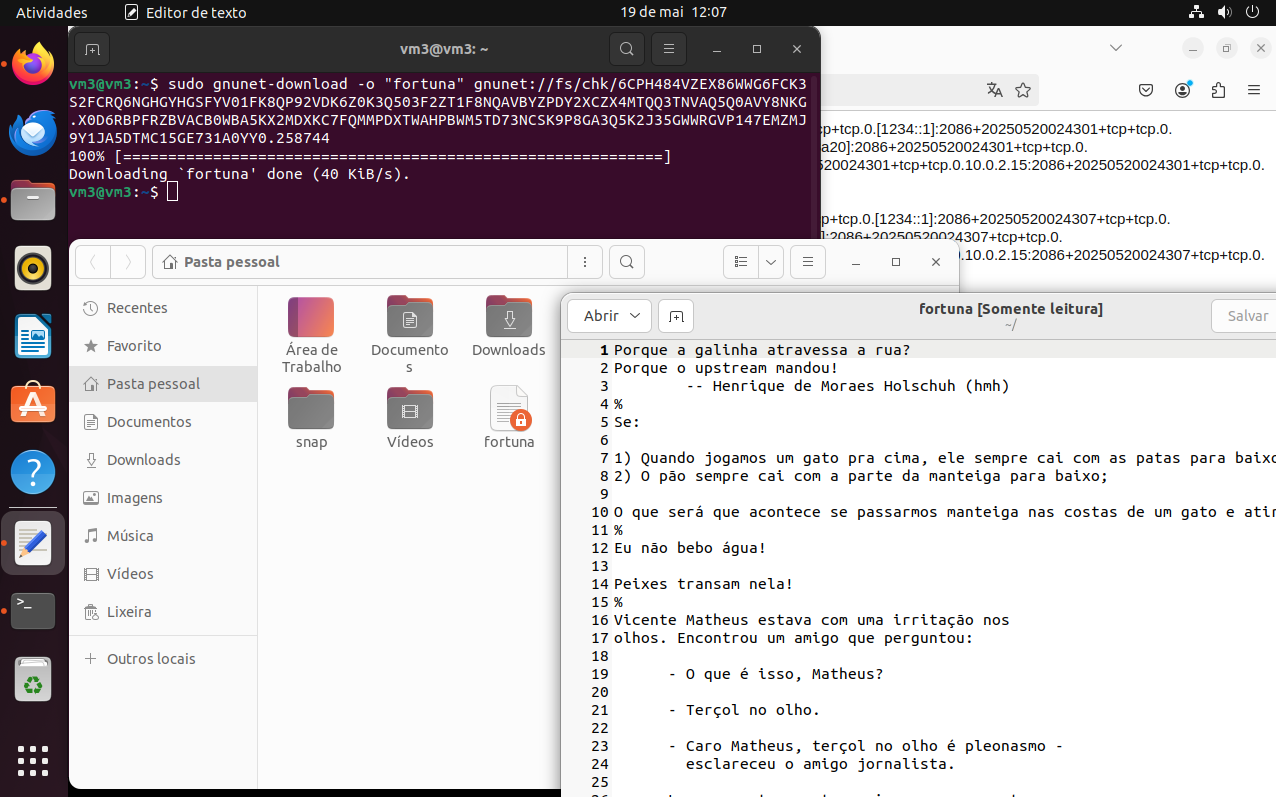 Atividades
Editor de texto
19 de mai 12:07
vm3@vm3: ~
vm3@vm3:~$ sudo gnunet-download -o "fortuna" gnunet://fs/chk/6CPH484VZEX86WWG6FCK3
S2FCRQ6NGHGYHGSFYV01FK8QP92VDK6Z0K3Q503F2ZT1F8NQAVBYZPDY2XCZX4MTQQ3TNVAQ5Q0AVY8NKG
.X0D6RBPFRZBVACB0WBA5KX2MDXKC7FQMMPDXTWAHPBWM5TD73NCSK9P8GA3Q5K2J35GWWRGVP147EMZMJ
9Y1JA5DTMC15GE731A0YY0.258744
100% [============================================================]
Downloading `fortuna' done (40 KiB/s).
vm3@vm3:~$
cp+tcp.0.[1234::1]:2086+20250520024301+tcp+tcp.0.
a20]:2086+20250520024301+tcp+tcp.0.
520024301+tcp+tcp.0.10.0.2.15:2086+20250520024301+tcp+tcp.0.
p+tcp.0.[1234::1]:2086+20250520024307+tcp+tcp.0.
]:2086+20250520024307+tcp+tcp.0.
.10.0.2.15:2086+20250520024307+tcp+tcp.0.
Pasta pessoal
Recentes
Favorito
Pasta pessoal
Documentos
Downloads
Imagens
Música
Vídeos
Lixeira
Outros locais
Área de
Trabalho
Documento
s
Downloads
snap
Vídeos
fortuna
Abrir
fortuna [Somente leitura]
~/
Salvar
1 Porque a galinha atravessa a rua?
2 Porque o upstream mandou!
3 -- Henrique de Moraes Holschuh (hmh)
4 %
5 Se:
6
7 1) Quando jogamos um gato pra cima, ele sempre cai com as patas para baixo
8 2) O pão sempre cai com a parte da manteiga para baixo;
9
10 O que será que acontece se passarmos manteiga nas costas de um gato e atir
11 %
12 Eu não bebo água!
13
14 Peixes transam nela!
15 %
16 Vicente Matheus estava com uma irritação nos
17 olhos. Encontrou um amigo que perguntou:
18
19 - O que é isso, Matheus?
20
21 - Terçol no olho.
22
23 - Caro Matheus, terçol no olho é pleonasmo -
24 esclareceu o amigo jornalista.
25